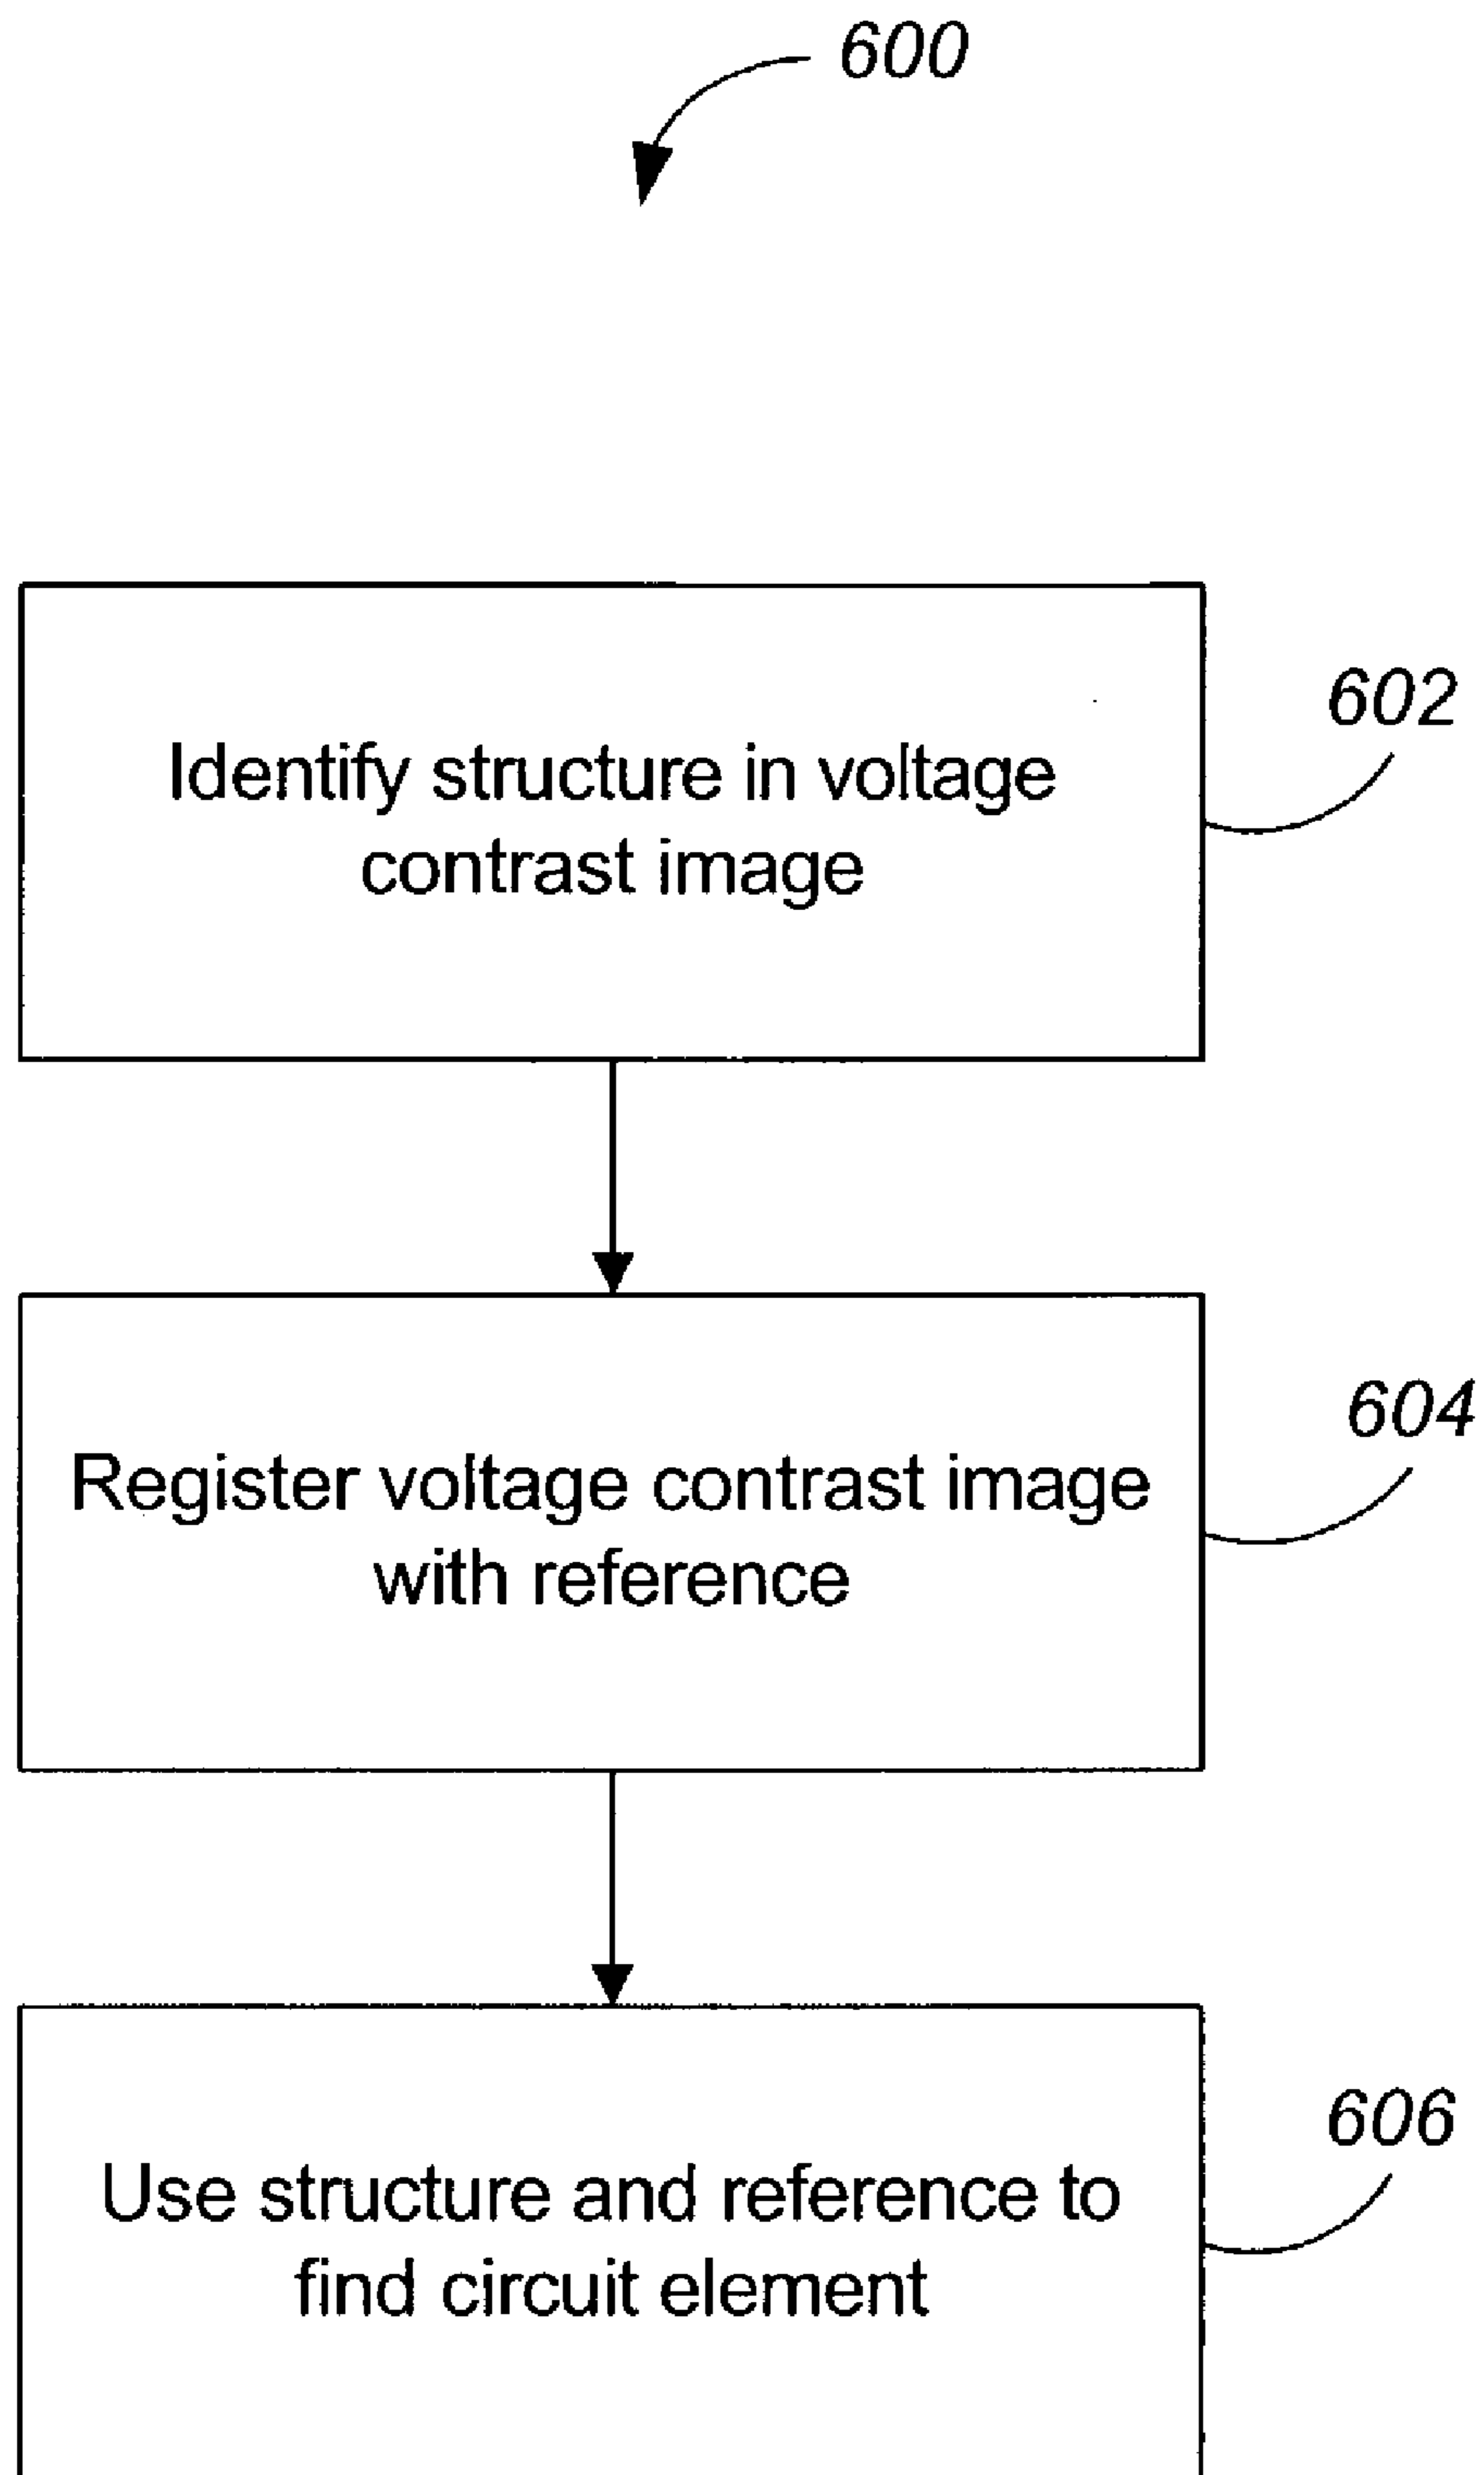 600
602
Identify structure in voltage
contrast image
604
Register voltage contrast image
with reference
606
Use structure and reference to
find circuit element